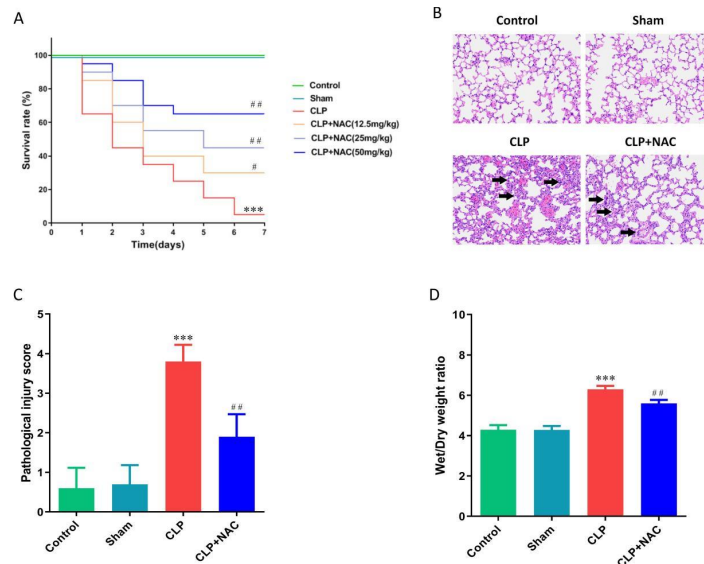 A
Survival rate (%)
100
80
60
40
20
0
0 1 2 3 4 5 6 7
Time(days)
##
##
#
***
Control
Sham
CLP
CLP+NAC(12.5mg/kg)
CLP+NAC(25mg/kg)
CLP+NAC(50mg/kg)
B
Control Sham
CLP CLP+NAC
C
Pathological injury score
5
4
3
2
1
0
***
##
Control Sham CLP CLP+NAC
D
Wet/Dry weight ratio
10
8
6
4
2
0
***
##
Control Sham CLP CLP+NAC